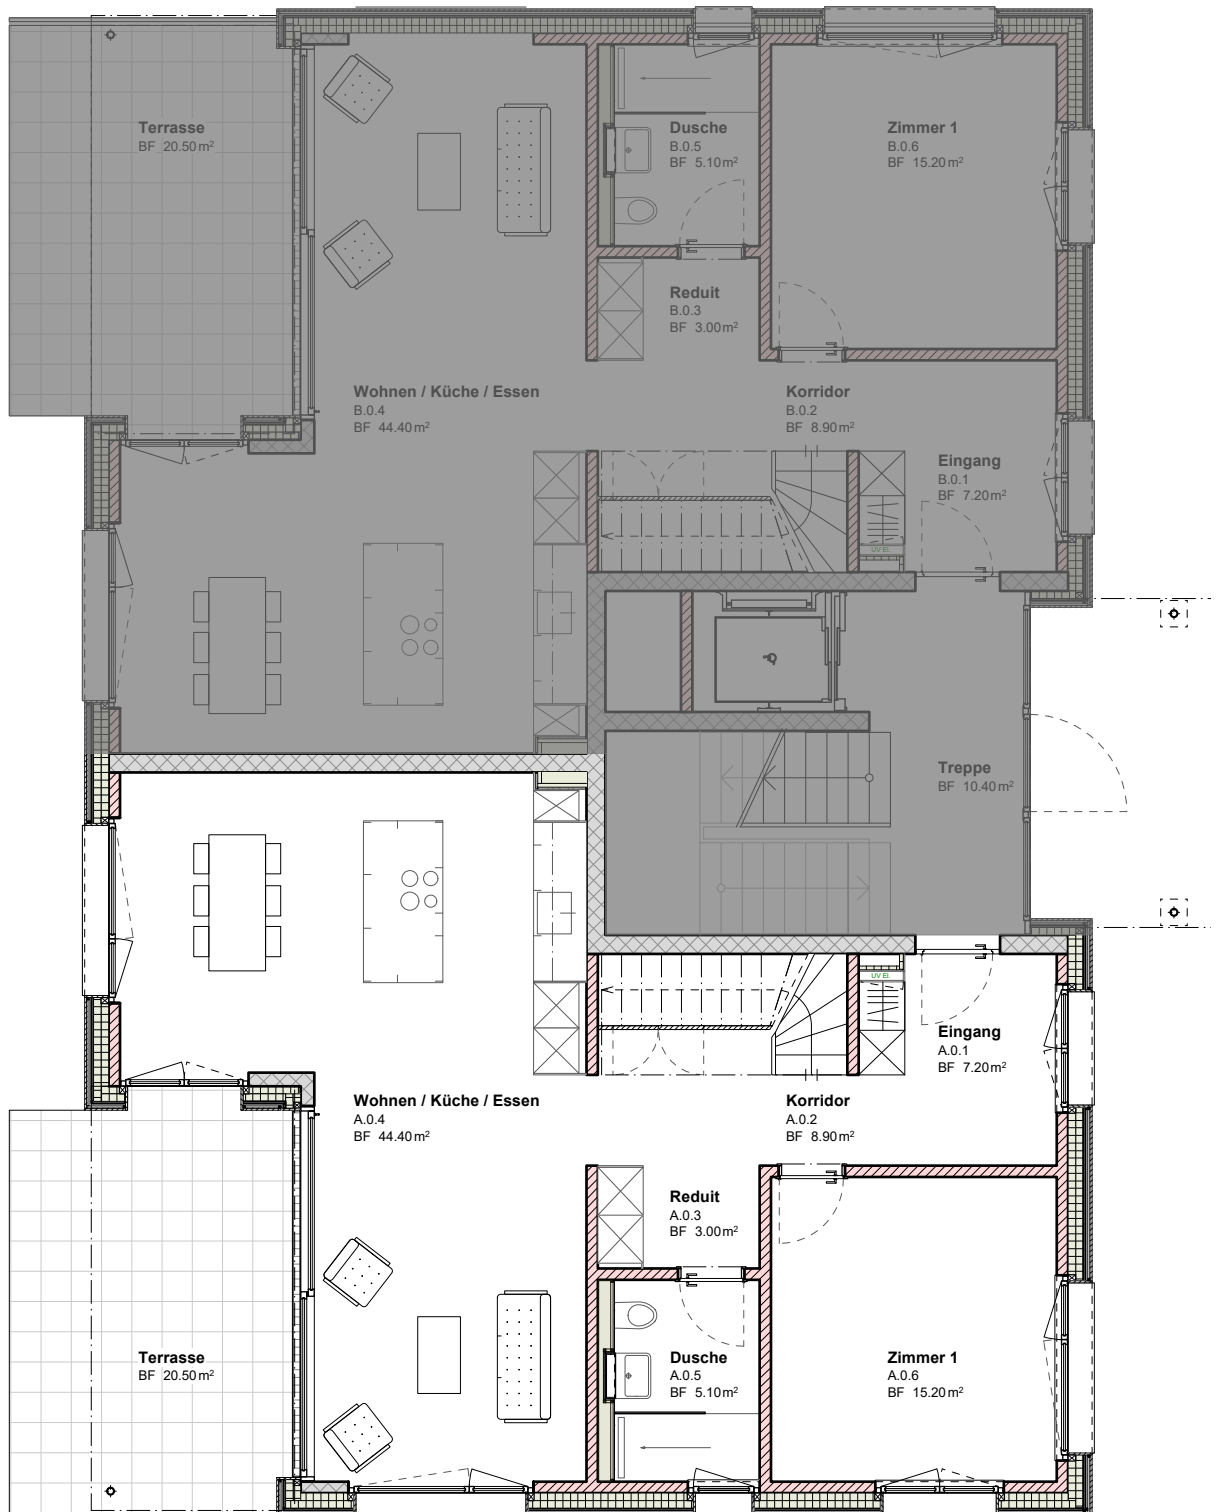 Terrasse
BF 20.50 m²
Dusche
B.0.5
BF 5.10 m²
Zimmer 1
B.0.6
BF 15.20 m²
Reduit
B.0.3
BF 3.00 m²
Wohnen / Küche / Essen
B.0.4
BF 44.40 m²
Korridor
B.0.2
BF 8.90 m²
Eingang
B.0.1
BF 7.20 m²
UV El.
Treppe
BF 10.40 m²
UV El.
Eingang
A.0.1
BF 7.20 m²
Wohnen / Küche / Essen
A.0.4
BF 44.40 m²
Korridor
A.0.2
BF 8.90 m²
Reduit
A.0.3
BF 3.00 m²
Terrasse
BF 20.50 m²
Dusche
A.0.5
BF 5.10 m²
Zimmer 1
A.0.6
BF 15.20 m²